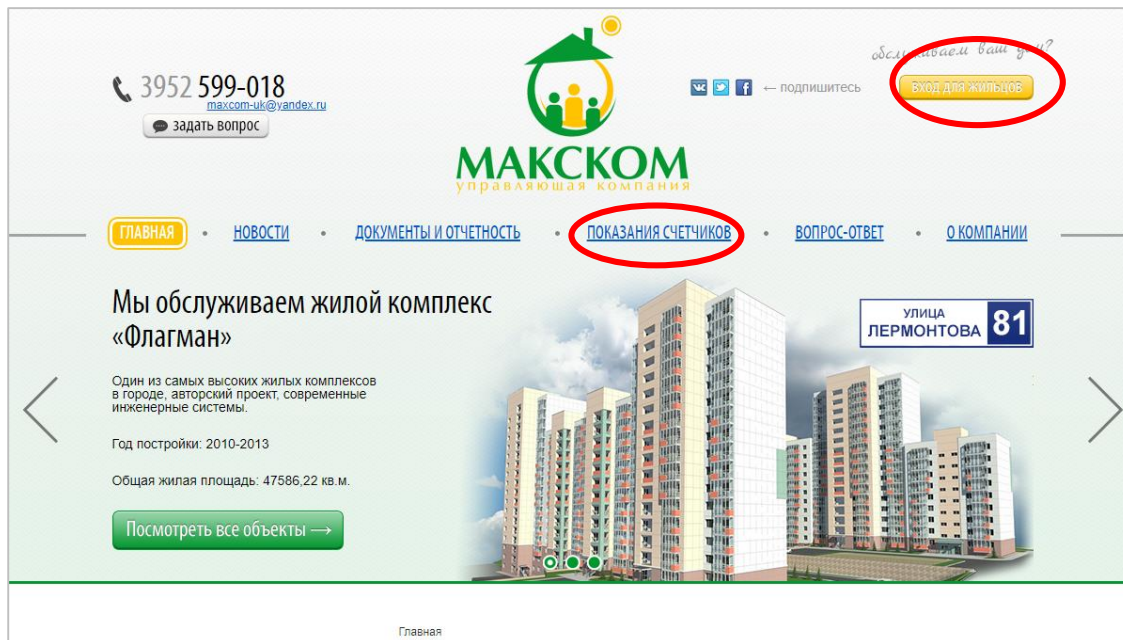 обслуживаем ваш дом?
3952 599-018
maxcom-uk@yandex.ru
задать вопрос
← подпишитесь
ВХОД ДЛЯ ЖИЛЬЦОВ
МАКСКОМ
управляющая компания
ГЛАВНАЯ • НОВОСТИ • ДОКУМЕНТЫ И ОТЧЕТНОСТЬ • ПОКАЗАНИЯ СЧЕТЧИКОВ • ВОПРОС-ОТВЕТ • О КОМПАНИИ
Мы обслуживаем жилой комплекс
«Флагман»
УЛИЦА
ЛЕРМОНТОВА 81
Один из самых высоких жилых комплексов
в городе, авторский проект, современные
инженерные системы.
Год постройки: 2010-2013
Общая жилая площадь: 47586,22 кв.м.
Посмотреть все объекты →
Главная